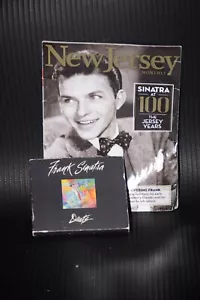 New Jersey
MONTHLY
SINATRA
AT
100
THE
JERSEY
YEARS
Frank Sinatra
Duets